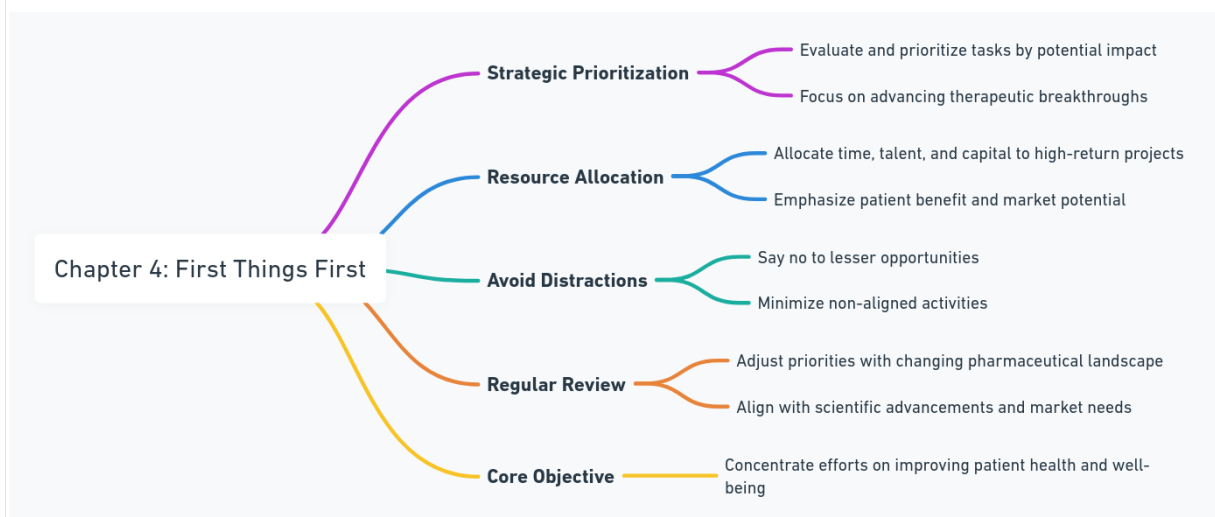 Chapter 4: First Things First
Strategic Prioritization
Evaluate and prioritize tasks by potential impact
Focus on advancing therapeutic breakthroughs
Resource Allocation
Allocate time, talent, and capital to high-return projects
Emphasize patient benefit and market potential
Avoid Distractions
Say no to lesser opportunities
Minimize non-aligned activities
Regular Review
Adjust priorities with changing pharmaceutical landscape
Align with scientific advancements and market needs
Core Objective
Concentrate efforts on improving patient health and well-
being